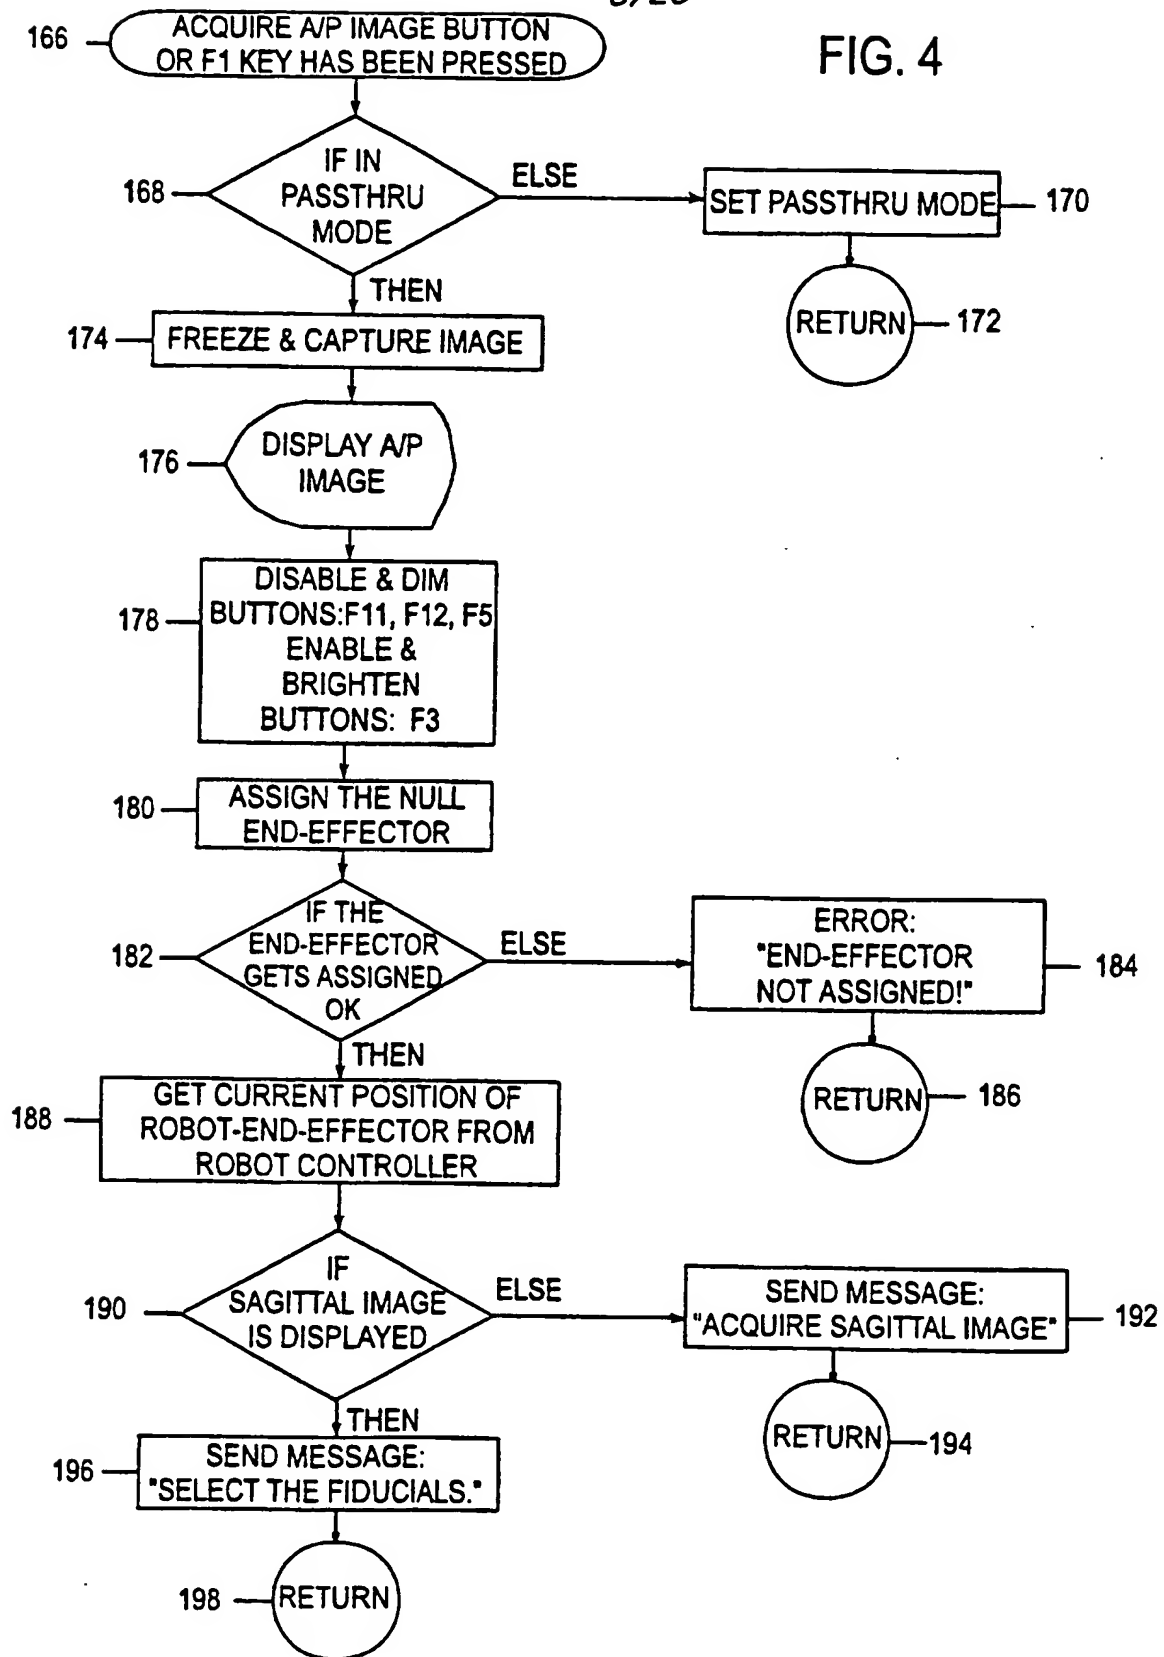 166
ACQUIRE A/P IMAGE BUTTON
OR F1 KEY HAS BEEN PRESSED
FIG. 4
168
IF IN
PASSTHRU
MODE
ELSE
SET PASSTHRU MODE
170
THEN
RETURN
172
174
FREEZE & CAPTURE IMAGE
176
DISPLAY A/P
IMAGE
178
DISABLE & DIM
BUTTONS:F11, F12, F5
ENABLE &
BRIGHTEN
BUTTONS: F3
180
ASSIGN THE NULL
END-EFFECTOR
182
IF THE
END-EFFECTOR
GETS ASSIGNED
OK
ELSE
ERROR:
"END-EFFECTOR
NOT ASSIGNED!"
184
THEN
RETURN
186
188
GET CURRENT POSITION OF
ROBOT-END-EFFECTOR FROM
ROBOT CONTROLLER
190
IF
SAGITTAL IMAGE
IS DISPLAYED
ELSE
SEND MESSAGE:
"ACQUIRE SAGITTAL IMAGE"
192
THEN
RETURN
194
196
SEND MESSAGE:
"SELECT THE FIDUCIALS."
198
RETURN